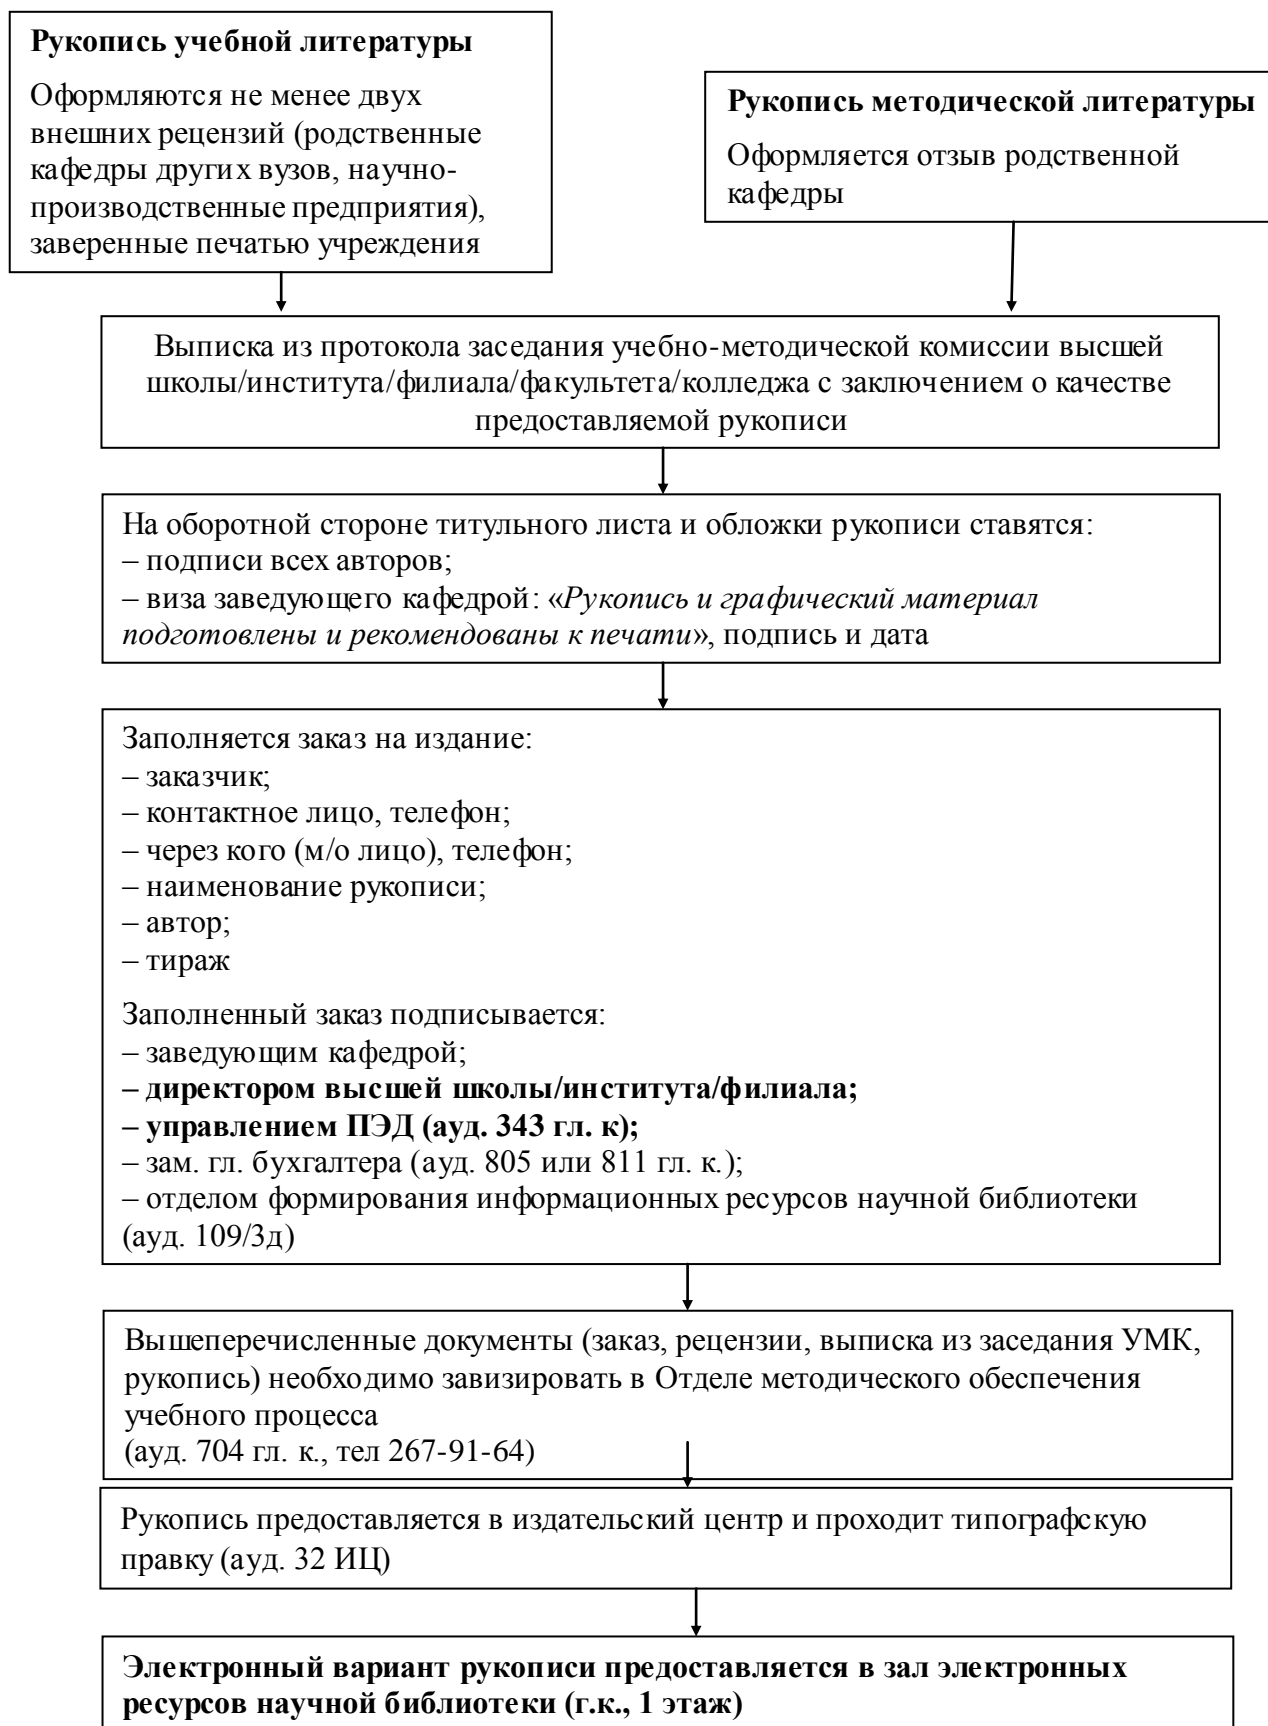 Рукопись учебной литературы
Оформляются не менее двух
внешних рецензий (родственные
кафедры других вузов, научно-
производственные предприятия),
заверенные печатью учреждения
Рукопись методической литературы
Оформляется отзыв родственной
кафедры
Выписка из протокола заседания учебно-методической комиссии высшей
школы/института/филиала/факультета/колледжа с заключением о качестве
предоставляемой рукописи
На оборотной стороне титульного листа и обложки рукописи ставятся:
– подписи всех авторов;
– виза заведующего кафедрой: «Рукопись и графический материал
подготовлены и рекомендованы к печати», подпись и дата
Заполняется заказ на издание:
– заказчик;
– контактное лицо, телефон;
– через кого (м/о лицо), телефон;
– наименование рукописи;
– автор;
– тираж
Заполненный заказ подписывается:
– заведующим кафедрой;
– директором высшей школы/института/филиала;
– управлением ПЭД (ауд. 343 гл. к);
– зам. гл. бухгалтера (ауд. 805 или 811 гл. к.);
– отделом формирования информационных ресурсов научной библиотеки
(ауд. 109/3д)
Вышеперечисленные документы (заказ, рецензии, выписка из заседания УМК,
рукопись) необходимо завизировать в Отделе методического обеспечения
учебного процесса
(ауд. 704 гл. к., тел 267-91-64)
Рукопись предоставляется в издательский центр и проходит типографскую
правку (ауд. 32 ИЦ)
Электронный вариант рукописи предоставляется в зал электронных
ресурсов научной библиотеки (г.к., 1 этаж)